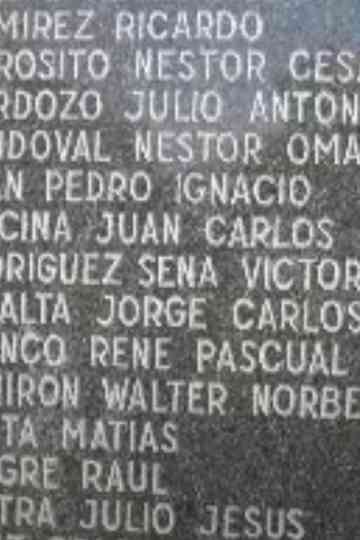 MIREZ RICARDO
ROSITO NESTOR CES
RDOZO JULIO ANTON
NDOVAL NESTOR OMA
AN PEDRO IGNACIO
CINA JUAN CARLOS
DRIGUEZ SENA VICTOR
ALTA JORGE CARLOS
NCO RENE PASCUAL
IRON WALTER NORBE
TA MATIAS
GRE RAUL
TRA JULIO JESUS